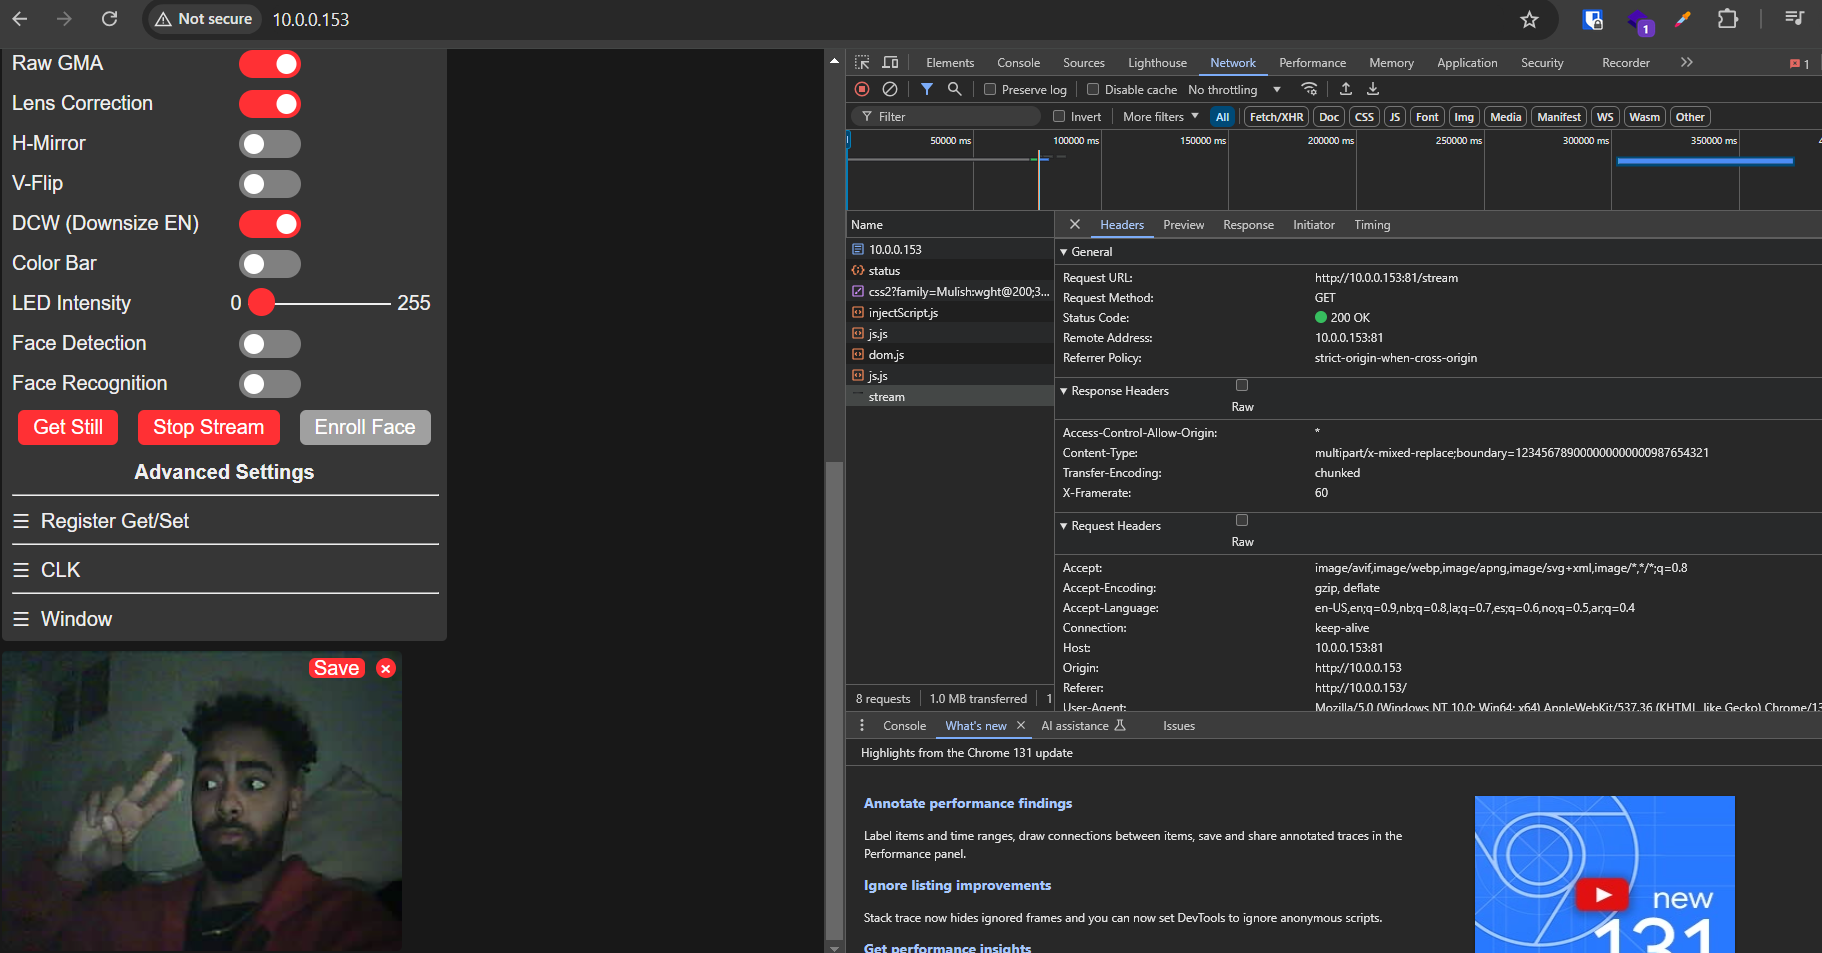 Not secure
10.0.0.153
1
Raw GMA
Lens Correction
H-Mirror
V-Flip
DCW (Downsize EN)
Color Bar
LED Intensity
0
255
Face Detection
Face Recognition
Get Still
Stop Stream
Enroll Face
Advanced Settings
☰ Register Get/Set
☰ CLK
☰ Window
Save
Elements Console Sources Lighthouse Network Performance Memory Application Security Recorder
1
Preserve log Disable cache No throttling
Filter Invert More filters All Fetch/XHR Doc CSS JS Font Img Media Manifest WS Wasm Other
50000 ms 100000 ms 150000 ms 200000 ms 250000 ms 300000 ms 350000 ms
Name
10.0.0.153
status
css2?family=Mulish:wght@200;3...
injectScript.js
js.js
dom.js
js.js
stream
8 requests 1.0 MB transferred 1
Headers Preview Response Initiator Timing
General
Request URL: http://10.0.0.153:81/stream
Request Method: GET
Status Code: 200 OK
Remote Address: 10.0.0.153:81
Referrer Policy: strict-origin-when-cross-origin
Response Headers
Raw
Access-Control-Allow-Origin: *
Content-Type: multipart/x-mixed-replace;boundary=123456789000000000000987654321
Transfer-Encoding: chunked
X-Framerate: 60
Request Headers
Raw
Accept: image/avif,image/webp,image/apng,image/svg+xml,image/*,*/*;q=0.8
Accept-Encoding: gzip, deflate
Accept-Language: en-US,en;q=0.9,nb;q=0.8,la;q=0.7,es;q=0.6,no;q=0.5,ar;q=0.4
Connection: keep-alive
Host: 10.0.0.153:81
Origin: http://10.0.0.153
Referer: http://10.0.0.153/
User-Agent: Mozilla/5.0 (Windows NT 10.0; Win64; x64) AppleWebKit/537.36 (KHTML, like Gecko) Chrome/13
Console What's new AI assistance Issues
Highlights from the Chrome 131 update
Annotate performance findings
Label items and time ranges, draw connections between items, save and share annotated traces in the
Performance panel.
Ignore listing improvements
Stack trace now hides ignored frames and you can now set DevTools to ignore anonymous scripts.
Get performance insights
new
131